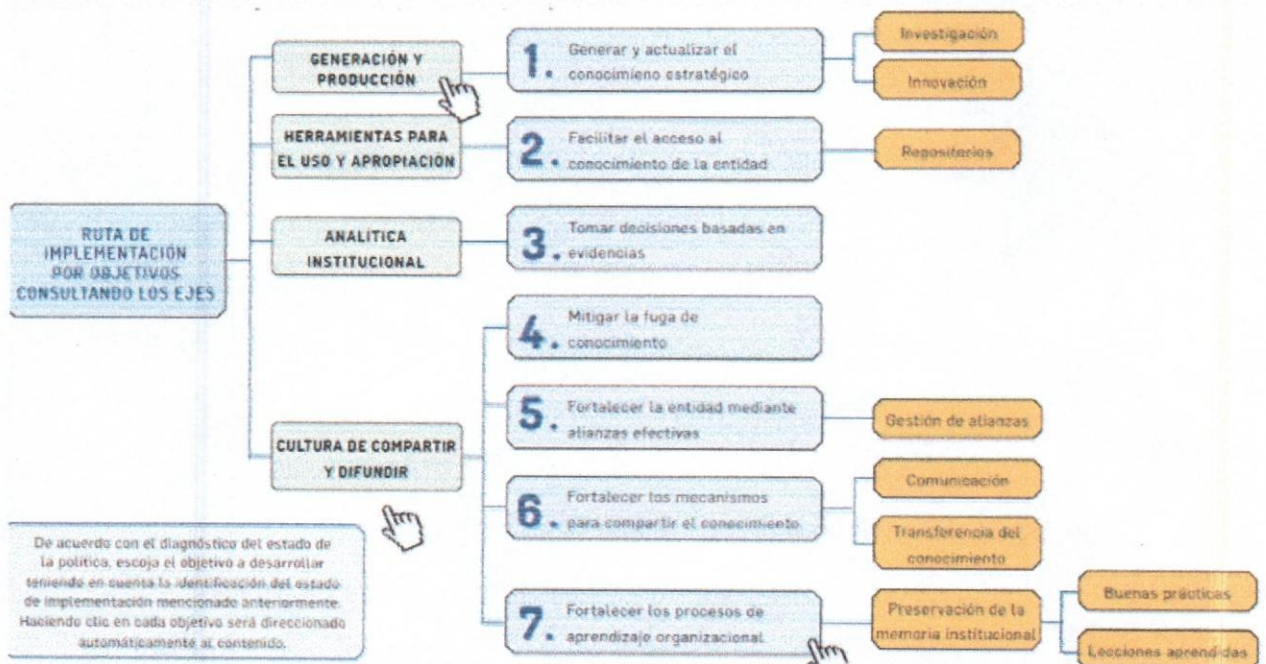 RUTA DE
IMPLEMENTACIÓN
POR OBJETIVOS
CONSULTANDO LOS EJES
GENERACIÓN Y
PRODUCCIÓN
1. Generar y actualizar el
conocimieno estratégico
Investigación
Innovación
HERRAMIENTAS PARA
EL USO Y APROPIACIÓN
2. Facilitar el acceso al
conocimiento de la entidad
Repositorios
ANALÍTICA
INSTITUCIONAL
3. Tomar decisiones basadas en
evidencias
CULTURA DE COMPARTIR
Y DIFUNDIR
4. Mitigar la fuga de
conocimiento
5. Fortalecer la entidad mediante
alianzas efectivas
Gestión de alianzas
6. Fortalecer los mecanismos
para compartir el conocimiento
Comunicación
Transferencia del
conocimiento
7. Fortalecer los procesos de
aprendizaje organizacional
Preservación de la
memoria institucional
Buenas prácticas
Lecciones aprendidas
De acuerdo con el diagnóstico del estado de
la política, escoja el objetivo a desarrollar
teniendo en cuenta la identificación del estado
de implementación mencionado anteriormente.
Haciendo clic en cada objetivo será direccionado
automáticamente al contenido.